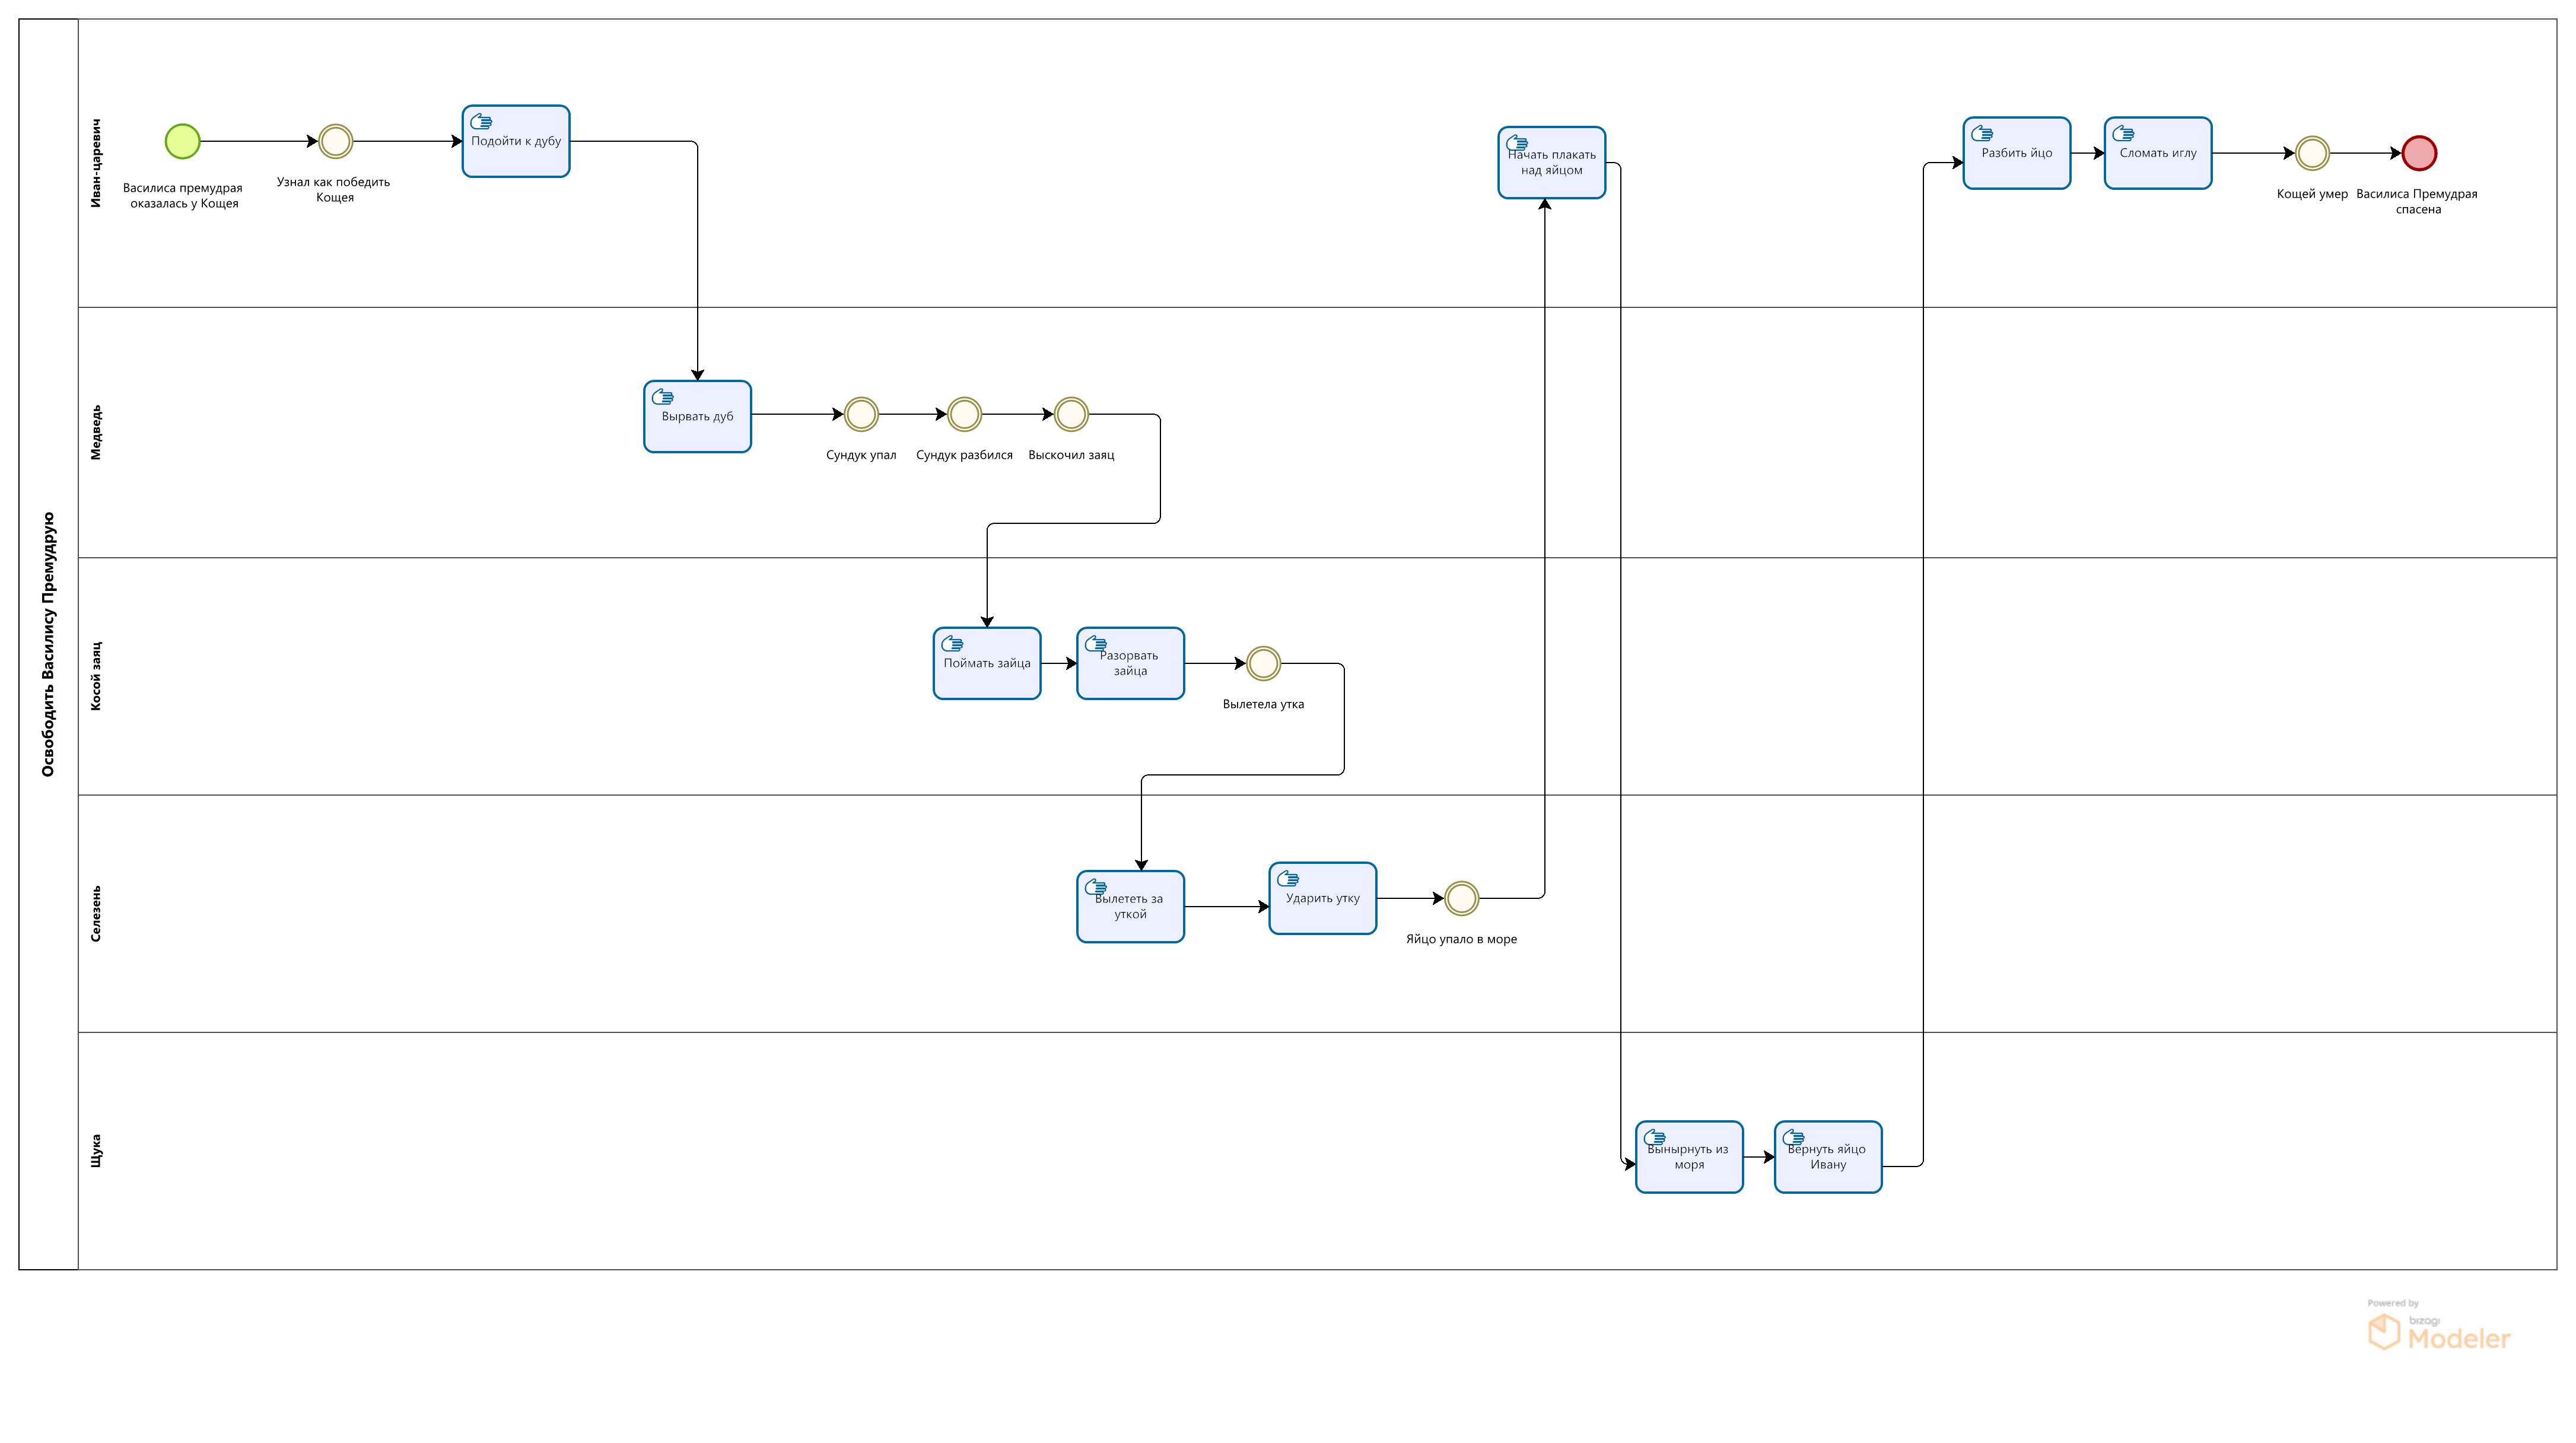 Освободить Василису Премудрую
Иван-царевич
Василиса премудрая
оказалась у Кощея
Узнал как победить
Кощея
Подойти к дубу
Начать плакать
над яйцом
Разбить йцо
Сломать иглу
Кощей умер
Василиса Премудрая
спасена
Медведь
Вырвать дуб
Сундук упал
Сундук разбился
Выскочил заяц
Косой заяц
Поймать зайца
Разорвать
зайца
Вылетела утка
Селезень
Вылететь за
уткой
Ударить утку
Яйцо упало в море
Щука
Вынырнуть из
моря
Вернуть яйцо
Ивану
Powered by
bizagi
Modeler